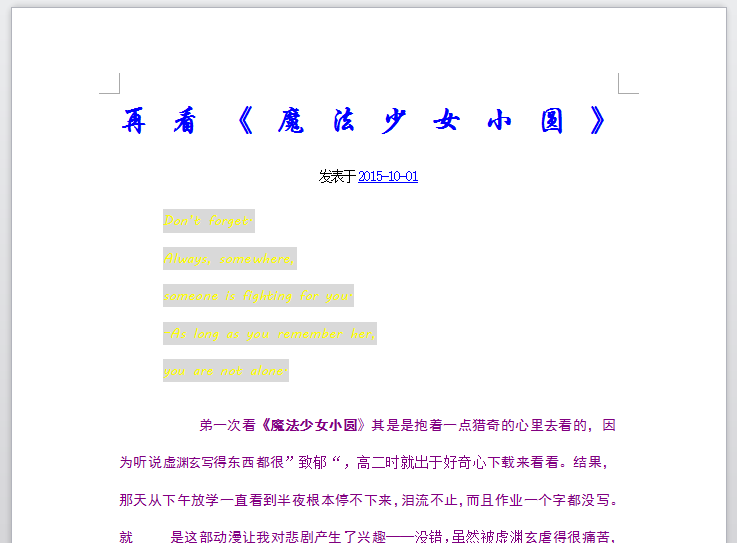 再看《魔法少女小圆》
发表于 2015-10-01
Don't forget.
Always, somewhere,
someone is fighting for you.
-As long as you remember her,
you are not alone.
弟一次看《魔法少女小圆》其是是抱着一点猎奇的心里去看的，因
为听说虚渊玄写得东西都很”致郁“，高二时就出于好奇心下载来看看。结果，
那天从下午放学一直看到半夜根本停不下来,泪流不止,而且作业一个字都没写。
就 是这部动漫让我对悲剧产生了兴趣——没错,虽然被虚渊玄虐得很痛苦,